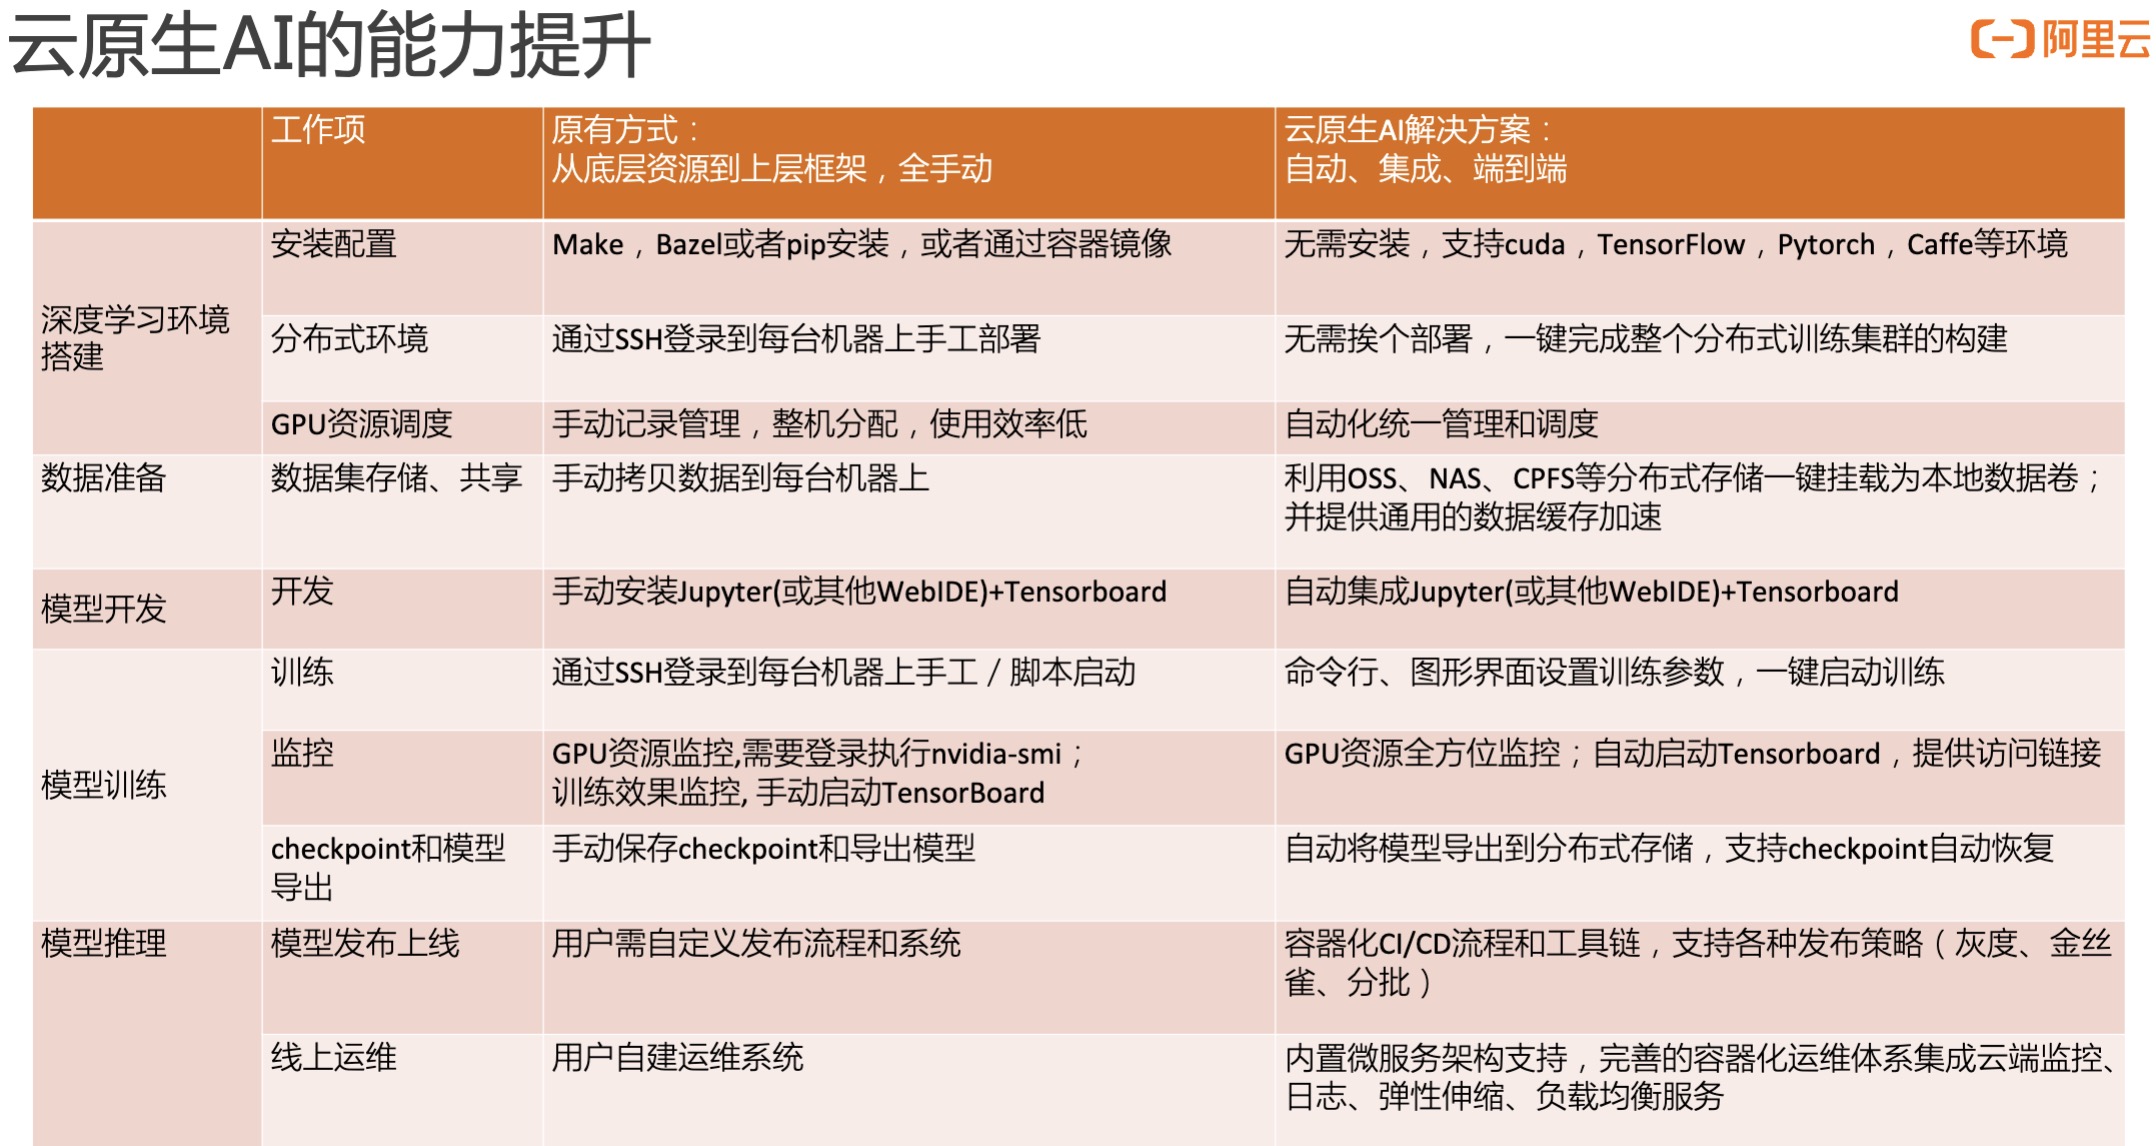 云原生AI的能力提升
阿里云
工作项
原有方式：
从底层资源到上层框架，全手动
云原生AI解决方案：
自动、集成、端到端
深度学习环境
搭建
安装配置
Make，Bazel或者pip安装，或者通过容器镜像
无需安装，支持cuda，TensorFlow，Pytorch，Caffe等环境
分布式环境
通过SSH登录到每台机器上手工部署
无需挨个部署，一键完成整个分布式训练集群的构建
GPU资源调度
手动记录管理，整机分配，使用效率低
自动化统一管理和调度
数据准备
数据集存储、共享
手动拷贝数据到每台机器上
利用OSS、NAS、CPFS等分布式存储一键挂载为本地数据卷；
并提供通用的数据缓存加速
模型开发
开发
手动安装Jupyter(或其他WebIDE)+Tensorboard
自动集成Jupyter(或其他WebIDE)+Tensorboard
模型训练
训练
通过SSH登录到每台机器上手工／脚本启动
命令行、图形界面设置训练参数，一键启动训练
监控
GPU资源监控,需要登录执行nvidia-smi；
训练效果监控, 手动启动TensorBoard
GPU资源全方位监控；自动启动Tensorboard，提供访问链接
checkpoint和模型
导出
手动保存checkpoint和导出模型
自动将模型导出到分布式存储，支持checkpoint自动恢复
模型推理
模型发布上线
用户需自定义发布流程和系统
容器化CI/CD流程和工具链，支持各种发布策略（灰度、金丝
雀、分批）
线上运维
用户自建运维系统
内置微服务架构支持，完善的容器化运维体系集成云端监控、
日志、弹性伸缩、负载均衡服务